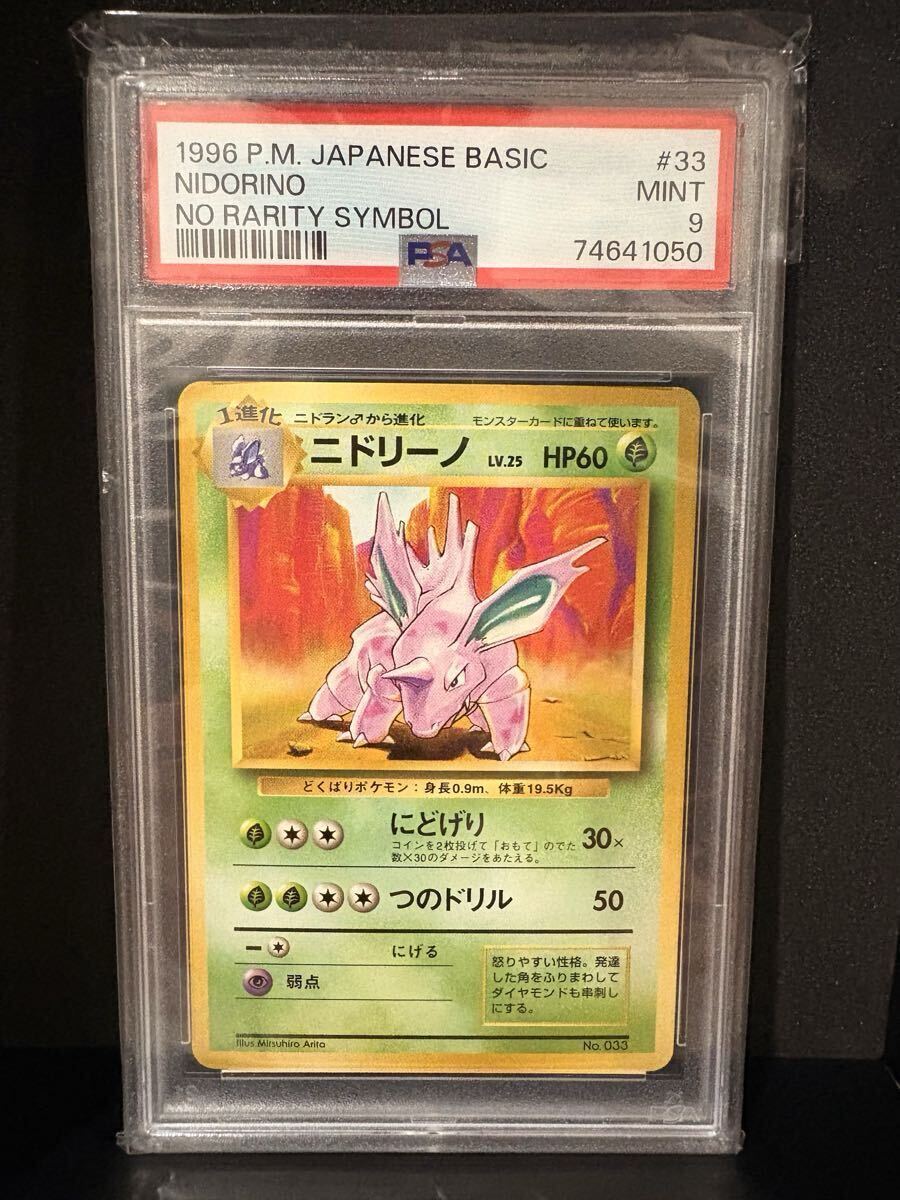 1996 P.M. JAPANESE BASIC #33
NIDORINO MINT
NO RARITY SYMBOL 9
PSA 74641050
1進化 ニドラン♂から進化 モンスターカードに重ねて使います。
ニドリーノ LV.25 HP60
どくばりポケモン：身長0.9m、体重19.5Kg
にどげり 30×
コインを2枚投げて「おもて」のでた
数×30のダメージをあたえる。
つのドリル 50
ー にげる
弱点
怒りやすい性格。発達
した角をふりまわして
ダイヤモンドも串刺し
にする。
Illus. Mitsuhiro Arita No. 033